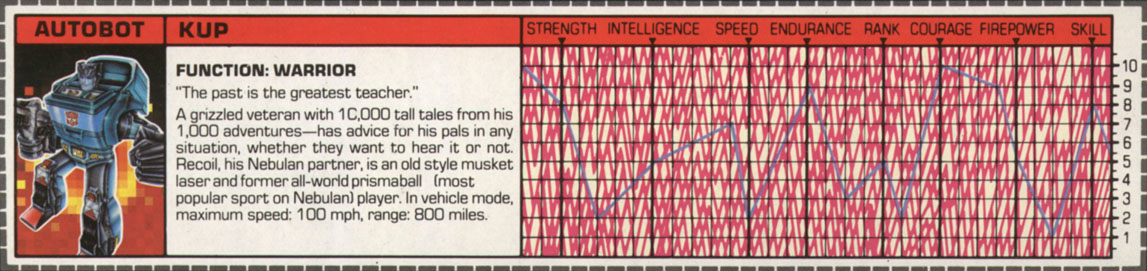 AUTOBOT
KUP
STRENGTH INTELLIGENCE SPEED ENDURANCE RANK COURAGE FIREPOWER SKILL
FUNCTION: WARRIOR
"The past is the greatest teacher."
A grizzled veteran with 1C,000 tall tales from his
1,000 adventures—has advice for his pals in any
situation, whether they want to hear it or not.
Recoil, his Nebulan partner, is an old style musket
laser and former all-world prismaball (most
popular sport on Nebulan) player. In vehicle mode,
maximum speed: 100 mph, range: 800 miles.
10
9
8
7
6
5
4
3
2
1